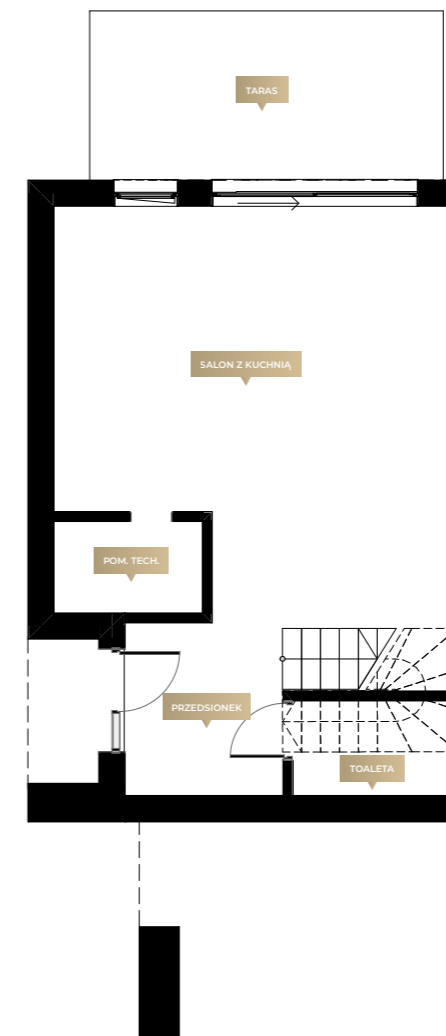 TARAS
SALON Z KUCHNIĄ
POM. TECH.
PRZEDSIONEK
TOALETA